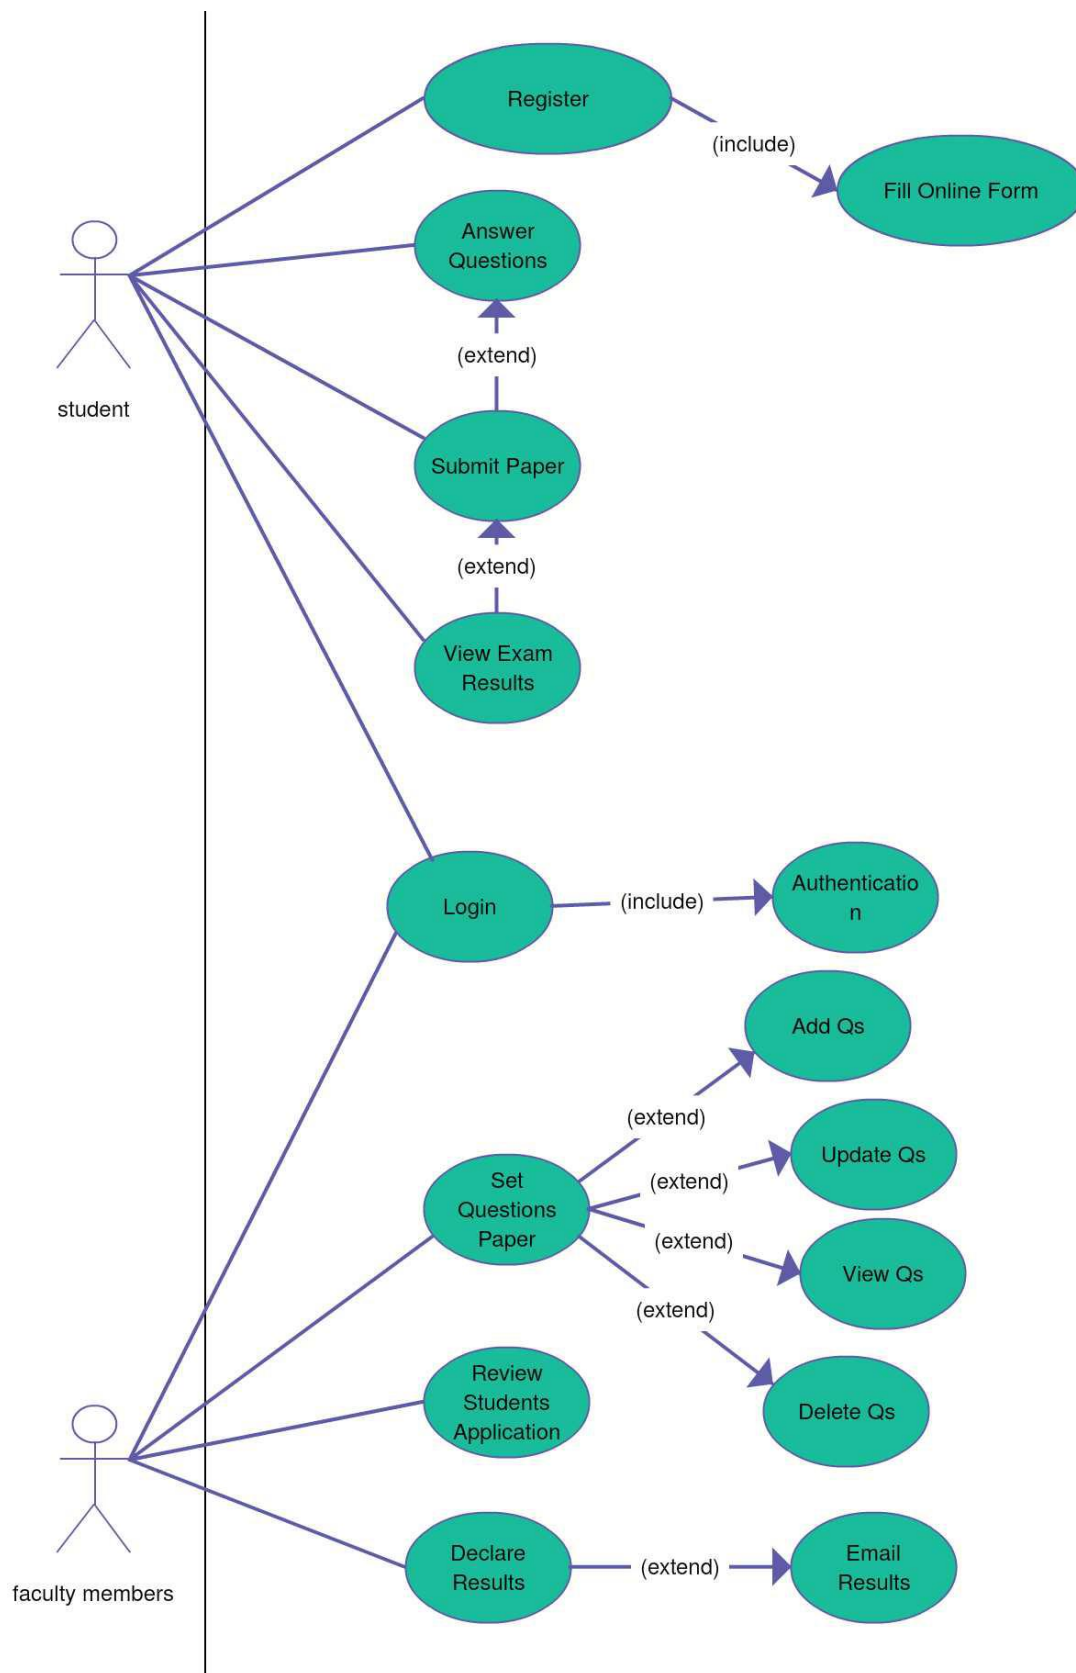 Register
(include)
Fill Online Form
Answer
Questions
(extend)
student
Submit Paper
(extend)
View Exam
Results
Login
(include)
Authenticatio
n
Add Qs
(extend)
Update Qs
(extend)
Set
Questions
Paper
(extend)
View Qs
(extend)
Review
Students
Application
Delete Qs
Declare
Results
(extend)
Email
Results
faculty members